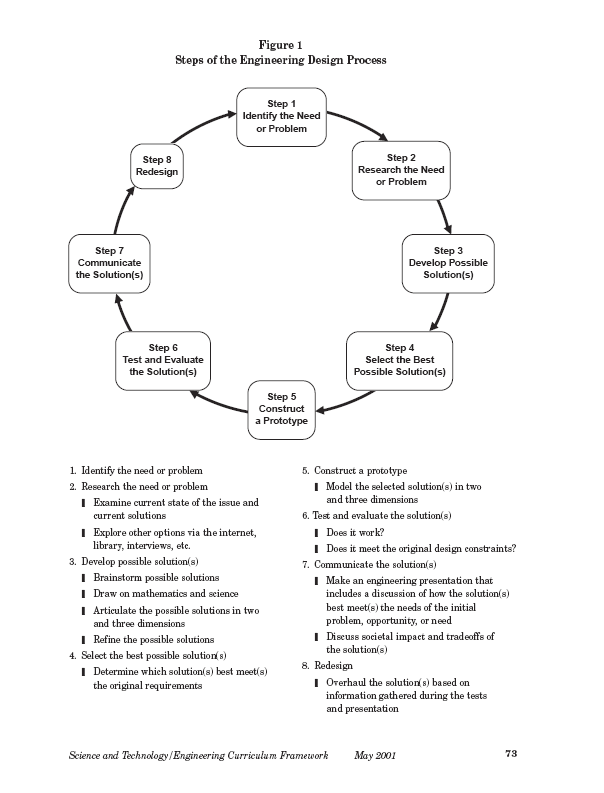 Figure 1
Steps of the Engineering Design Process
Step 1
Identify the Need
or Problem
Step 2
Research the Need
or Problem
Step 3
Develop Possible
Solution(s)
Step 4
Select the Best
Possible Solution(s)
Step 5
Construct
a Prototype
Step 6
Test and Evaluate
the Solution(s)
Step 7
Communicate
the Solution(s)
Step 8
Redesign
1. Identify the need or problem
2. Research the need or problem
Examine current state of the issue and
current solutions
Explore other options via the internet,
library, interviews, etc.
3. Develop possible solution(s)
Brainstorm possible solutions
Draw on mathematics and science
Articulate the possible solutions in two
and three dimensions
Refine the possible solutions
4. Select the best possible solution(s)
Determine which solution(s) best meet(s)
the original requirements
5. Construct a prototype
Model the selected solution(s) in two
and three dimensions
6. Test and evaluate the solution(s)
Does it work?
Does it meet the original design constraints?
7. Communicate the solution(s)
Make an engineering presentation that
includes a discussion of how the solution(s)
best meet(s) the needs of the initial
problem, opportunity, or need
Discuss societal impact and tradeoffs of
the solution(s)
8. Redesign
Overhaul the solution(s) based on
information gathered during the tests
and presentation
Science and Technology/Engineering Curriculum Framework May 2001 73